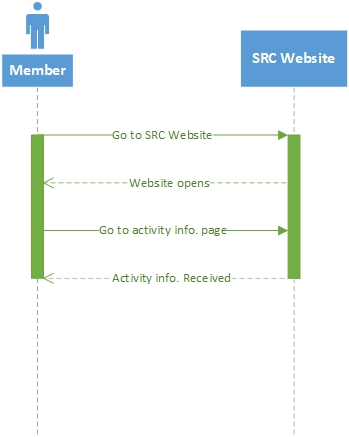 Member
SRC Website
Go to SRC Website
Website opens
Go to activity info. page
Activity info. Received